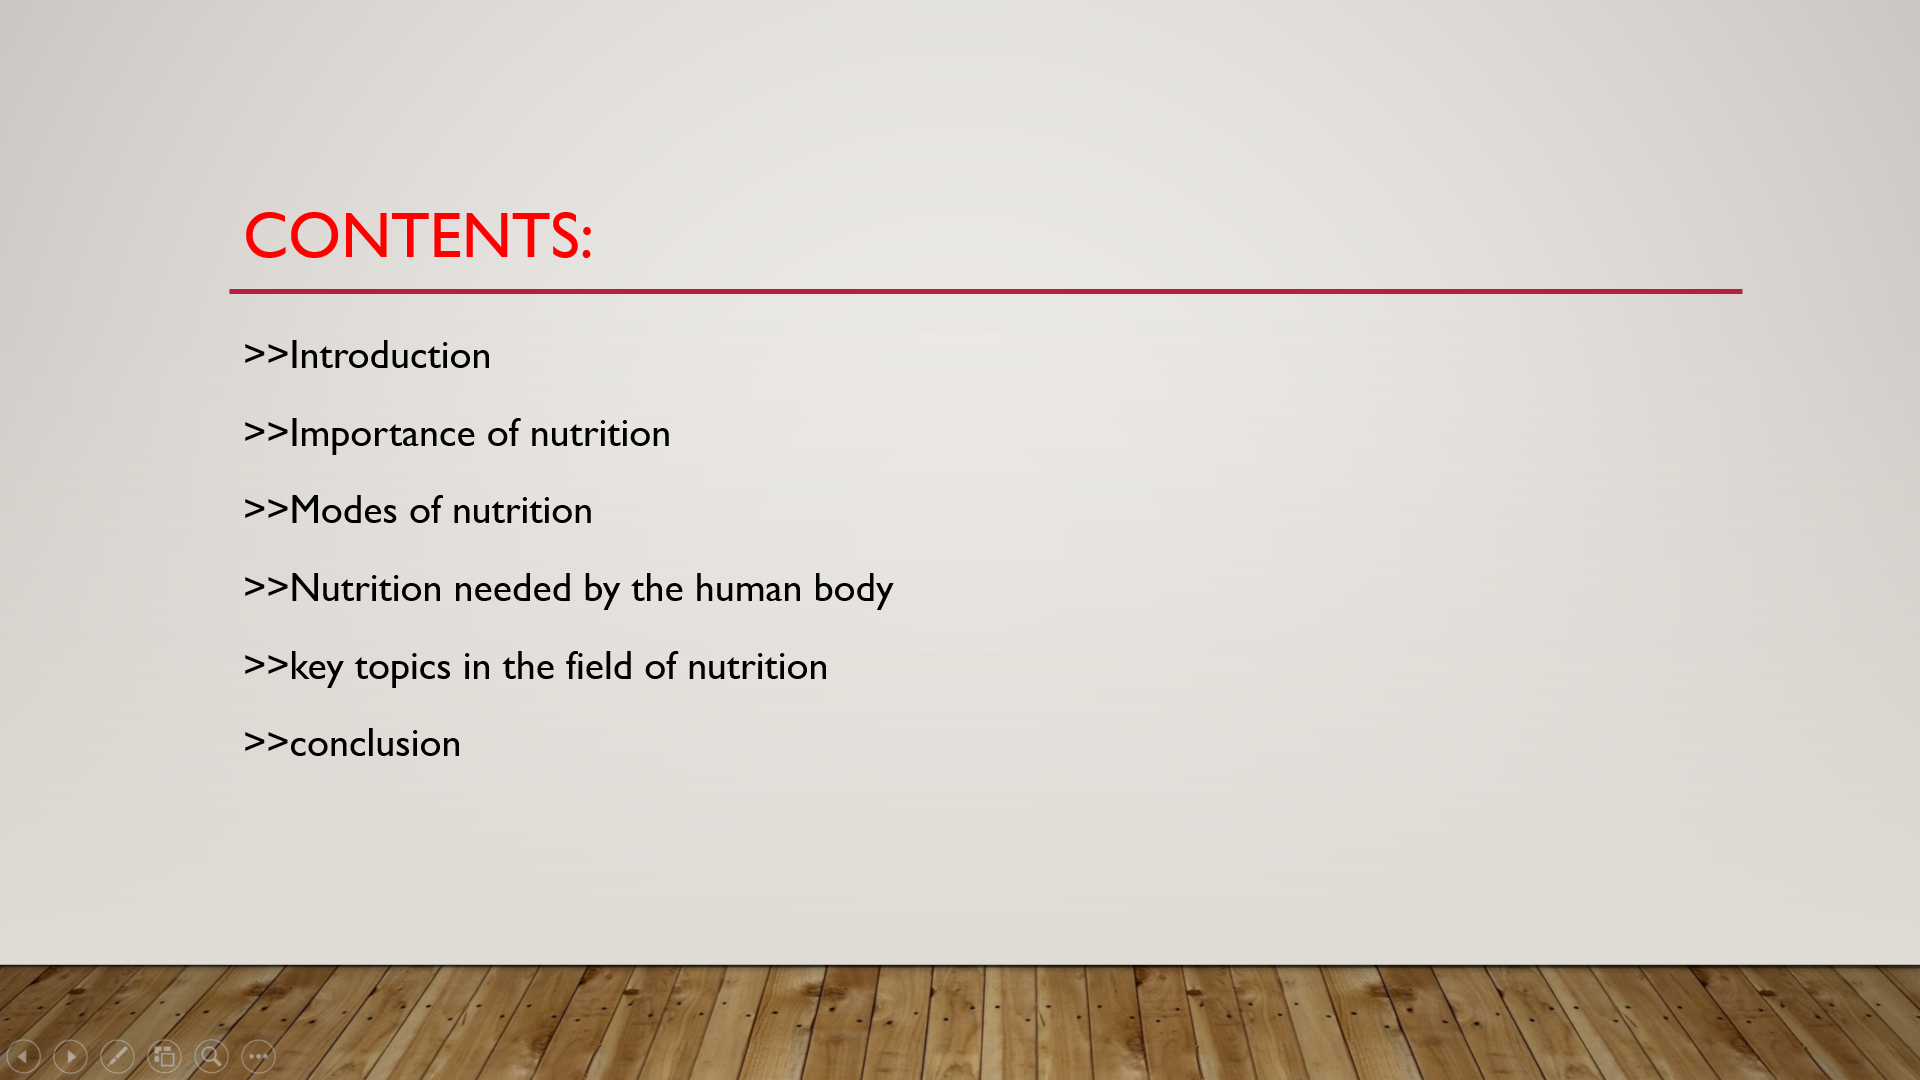 CONTENTS:
>>Introduction
>>Importance of nutrition
>>Modes of nutrition
>>Nutrition needed by the human body
>>key topics in the field of nutrition
>>conclusion